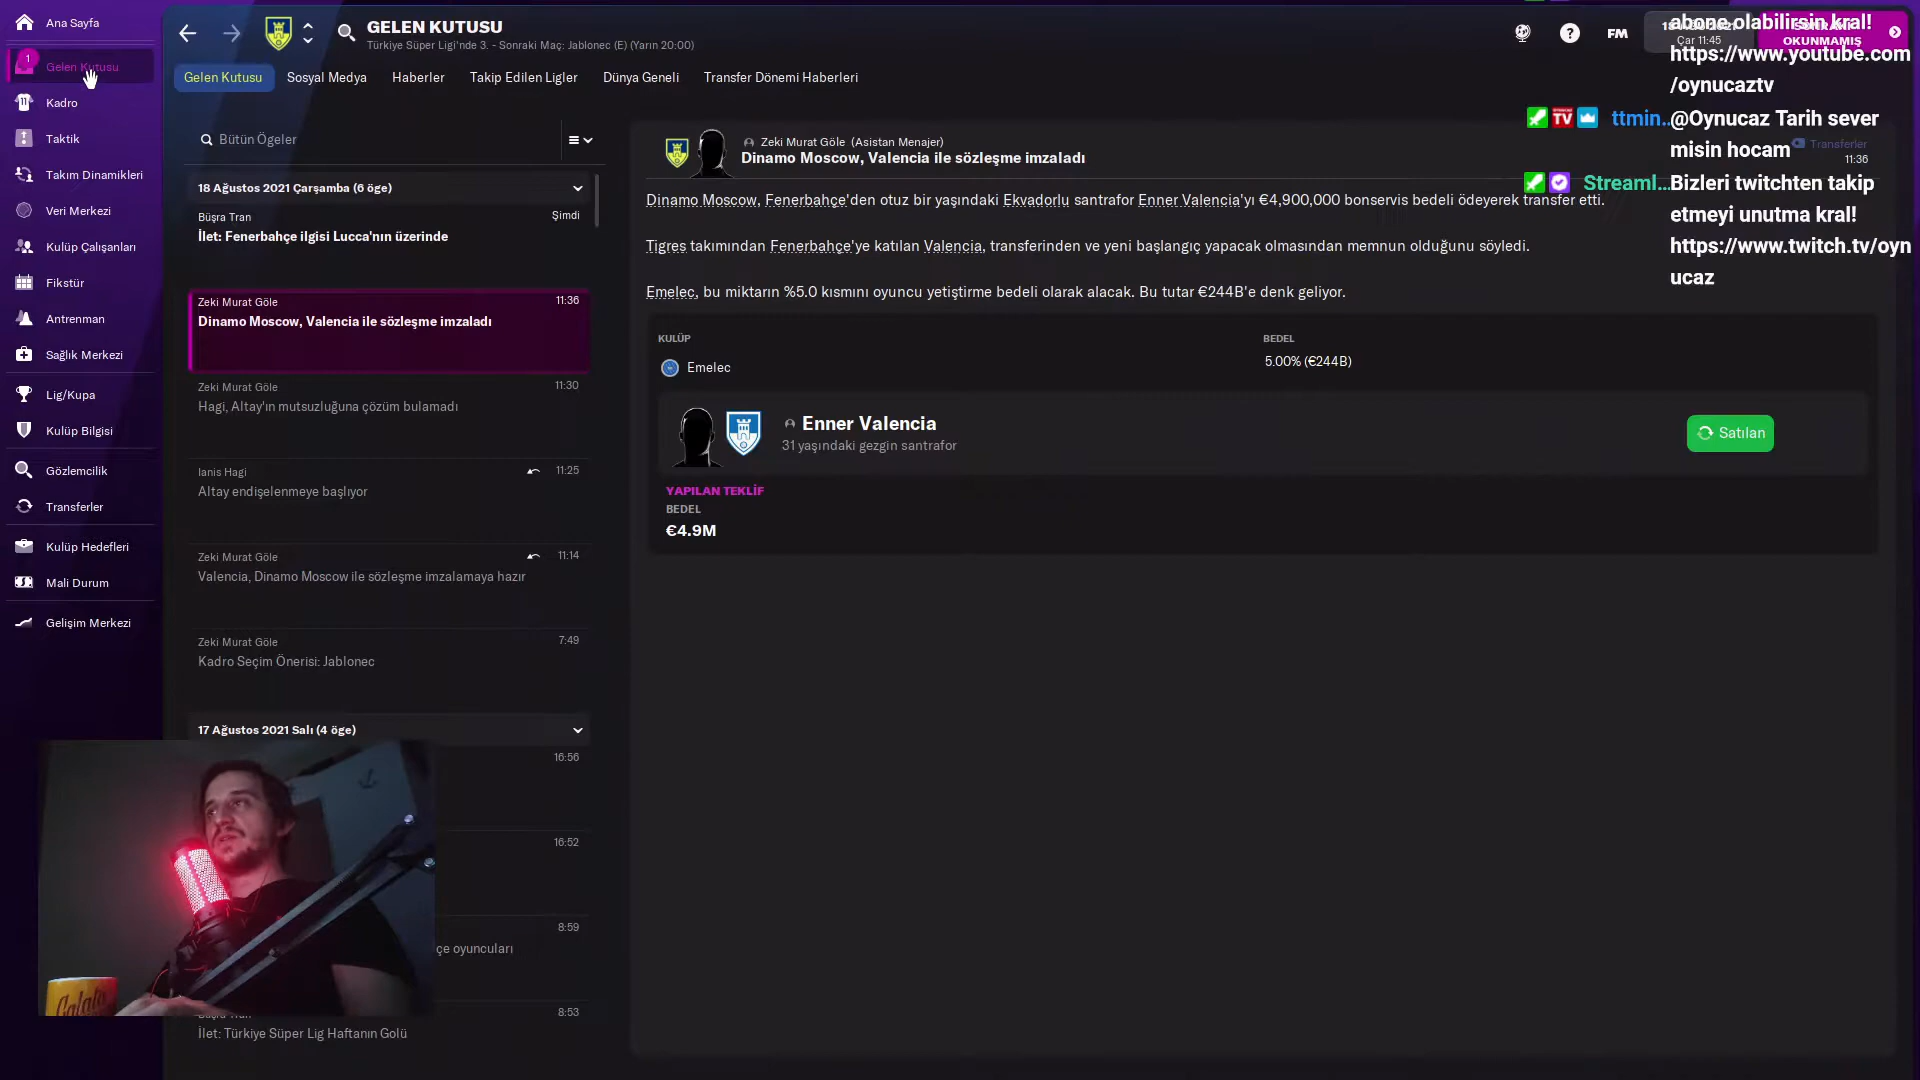 Ana Sayfa
1
Gelen Kutusu
Kadro
Taktik
Takım Dinamikleri
Veri Merkezi
Kulüp Çalışanları
Fikstür
Antrenman
Sağlık Merkezi
Lig/Kupa
Kulüp Bilgisi
Gözlemcilik
Transferler
Kulüp Hedefleri
Mali Durum
Gelişim Merkezi
GELEN KUTUSU
Türkiye Süper Ligi'nde 3. - Sonraki Maç: Jablonec (E) (Yarın 20:00)
FM
Çar 11:45
OKUNMAMIŞ
Gelen Kutusu
Sosyal Medya
Haberler
Takip Edilen Ligler
Dünya Geneli
Transfer Dönemi Haberleri
Bütün Ögeler
18 Ağustos 2021 Çarşamba (6 öge)
Büşra Tran
Şimdi
İlet: Fenerbahçe ilgisi Lucca'nın üzerinde
Zeki Murat Göle
11:36
Dinamo Moscow, Valencia ile sözleşme imzaladı
Zeki Murat Göle
11:30
Hagi, Altay'ın mutsuzluğuna çözüm bulamadı
Ianis Hagi
11:25
Altay endişelenmeye başlıyor
Zeki Murat Göle
11:14
Valencia, Dinamo Moscow ile sözleşme imzalamaya hazır
Zeki Murat Göle
7:49
Kadro Seçim Önerisi: Jablonec
17 Ağustos 2021 Salı (4 öge)
16:56
16:52
8:59
çe oyuncuları
8:53
İlet: Türkiye Süper Lig Haftanın Golü
Zeki Murat Göle (Asistan Menajer)
Dinamo Moscow, Valencia ile sözleşme imzaladı
Transferler
11:36
Dinamo Moscow, Fenerbahçe'den otuz bir yaşındaki Ekvadorlu santrafor Enner Valencia'yı €4,900,000 bonservis bedeli ödeyerek transfer etti.
Tigres takımından Fenerbahçe'ye katılan Valencia, transferinden ve yeni başlangıç yapacak olmasından memnun olduğunu söyledi.
Emelec, bu miktarın %5.0 kısmını oyuncu yetiştirme bedeli olarak alacak. Bu tutar €244B'e denk geliyor.
KULÜP
BEDEL
Emelec
5.00% (€244B)
Enner Valencia
31 yaşındaki gezgin santrafor
Satılan
YAPILAN TEKLİF
BEDEL
€4.9M
abone olabilirsin kral!
https://www.youtube.com
/oynucaztv
TV
ttmin..
@Oynucaz Tarih sever
misin hocam
Streaml...
Bizleri twitchten takip
etmeyi unutma kral!
https://www.twitch.tv/oyn
ucaz